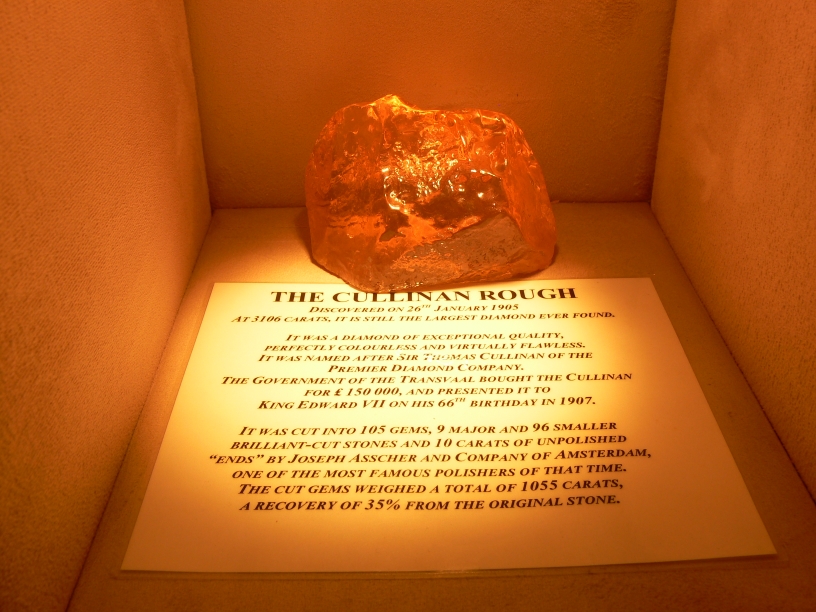 THE CULLINAN ROUGH
DISCOVERED ON 26TH JANUARY 1905
AT 3106 CARATS, IT IS STILL THE LARGEST DIAMOND EVER FOUND.
IT WAS A DIAMOND OF EXCEPTIONAL QUALITY,
PERFECTLY COLOURLESS AND VIRTUALLY FLAWLESS.
IT WAS NAMED AFTER SIR THOMAS CULLINAN OF THE
PREMIER DIAMOND COMPANY.
THE GOVERNMENT OF THE TRANSVAAL BOUGHT THE CULLINAN
FOR £ 150 000, AND PRESENTED IT TO
KING EDWARD VII ON HIS 66TH BIRTHDAY IN 1907.
IT WAS CUT INTO 105 GEMS, 9 MAJOR AND 96 SMALLER
BRILLIANT-CUT STONES AND 10 CARATS OF UNPOLISHED
"ENDS" BY JOSEPH ASSCHER AND COMPANY OF AMSTERDAM,
ONE OF THE MOST FAMOUS POLISHERS OF THAT TIME.
THE CUT GEMS WEIGHED A TOTAL OF 1055 CARATS,
A RECOVERY OF 35% FROM THE ORIGINAL STONE.